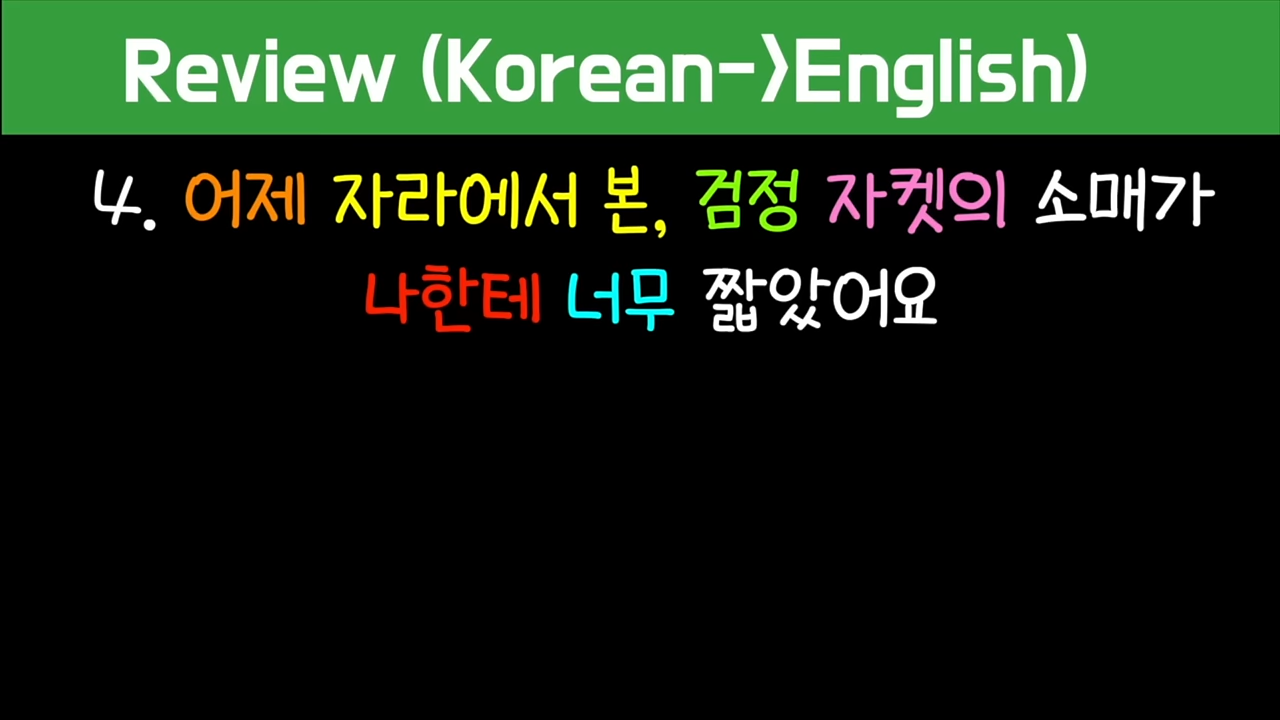 Review (Korean->English)
4. 어제 자라에서 본, 검정 자켓의 소매가
나한테 너무 짧았어요